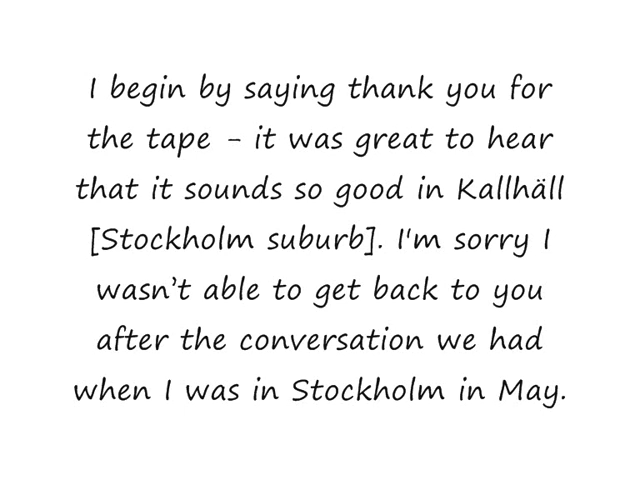 I begin by saying thank you for
the tape - it was great to hear
that it sounds so good in Kallhäll
[Stockholm suburb]. I'm sorry I
wasn’t able to get back to you
after the conversation we had
when I was in Stockholm in May.